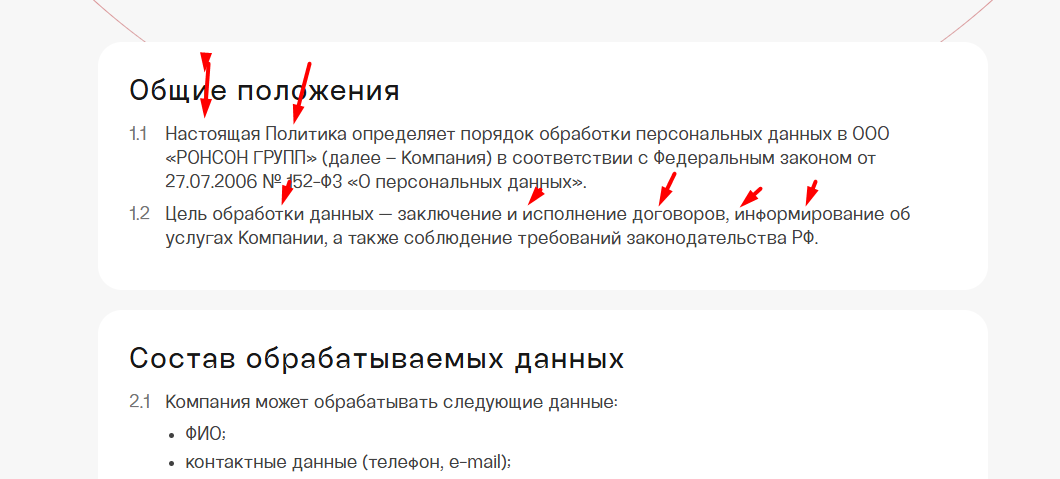 Общие положения
1.1 Настоящая Политика определяет порядок обработки персональных данных в ООО
«РОНСОН ГРУПП» (далее – Компания) в соответствии с Федеральным законом от
27.07.2006 № 152-ФЗ «О персональных данных».
1.2 Цель обработки данных — заключение и исполнение договоров, информирование об
услугах Компании, а также соблюдение требований законодательства РФ.
Состав обрабатываемых данных
2.1 Компания может обрабатывать следующие данные:
• ФИО;
• контактные данные (телефон, e-mail);